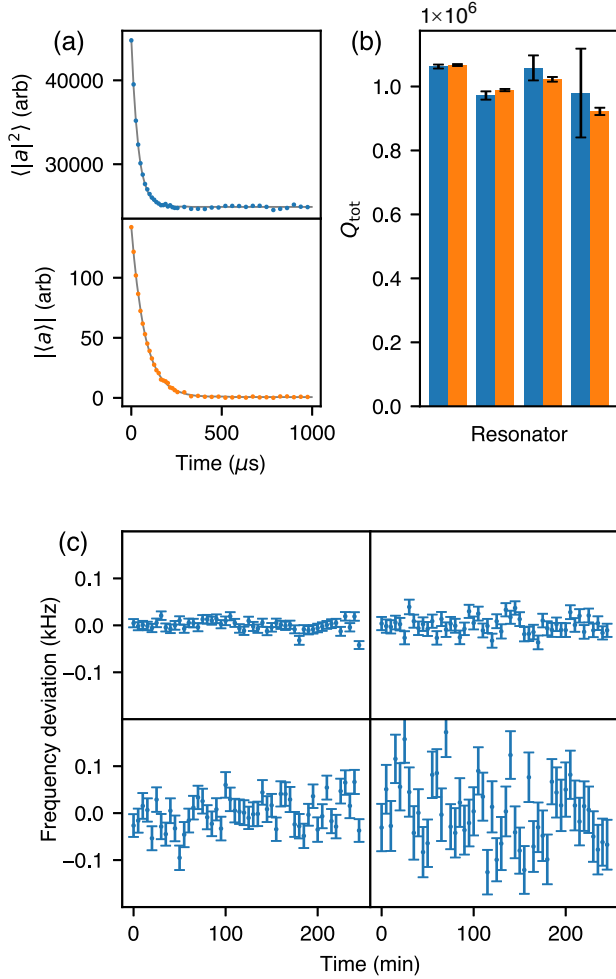 (a)
⟨|a|²⟩ (arb)
40000
30000
|⟨a⟩| (arb)
100
50
0
0
500
1000
Time (μs)
(b)
1×10⁶
Q_tot
1.0
0.8
0.6
0.4
0.2
0.0
Resonator
(c)
Frequency deviation (kHz)
0.1
0.0
−0.1
0.1
0.0
−0.1
0
100
200
0
100
200
Time (min)